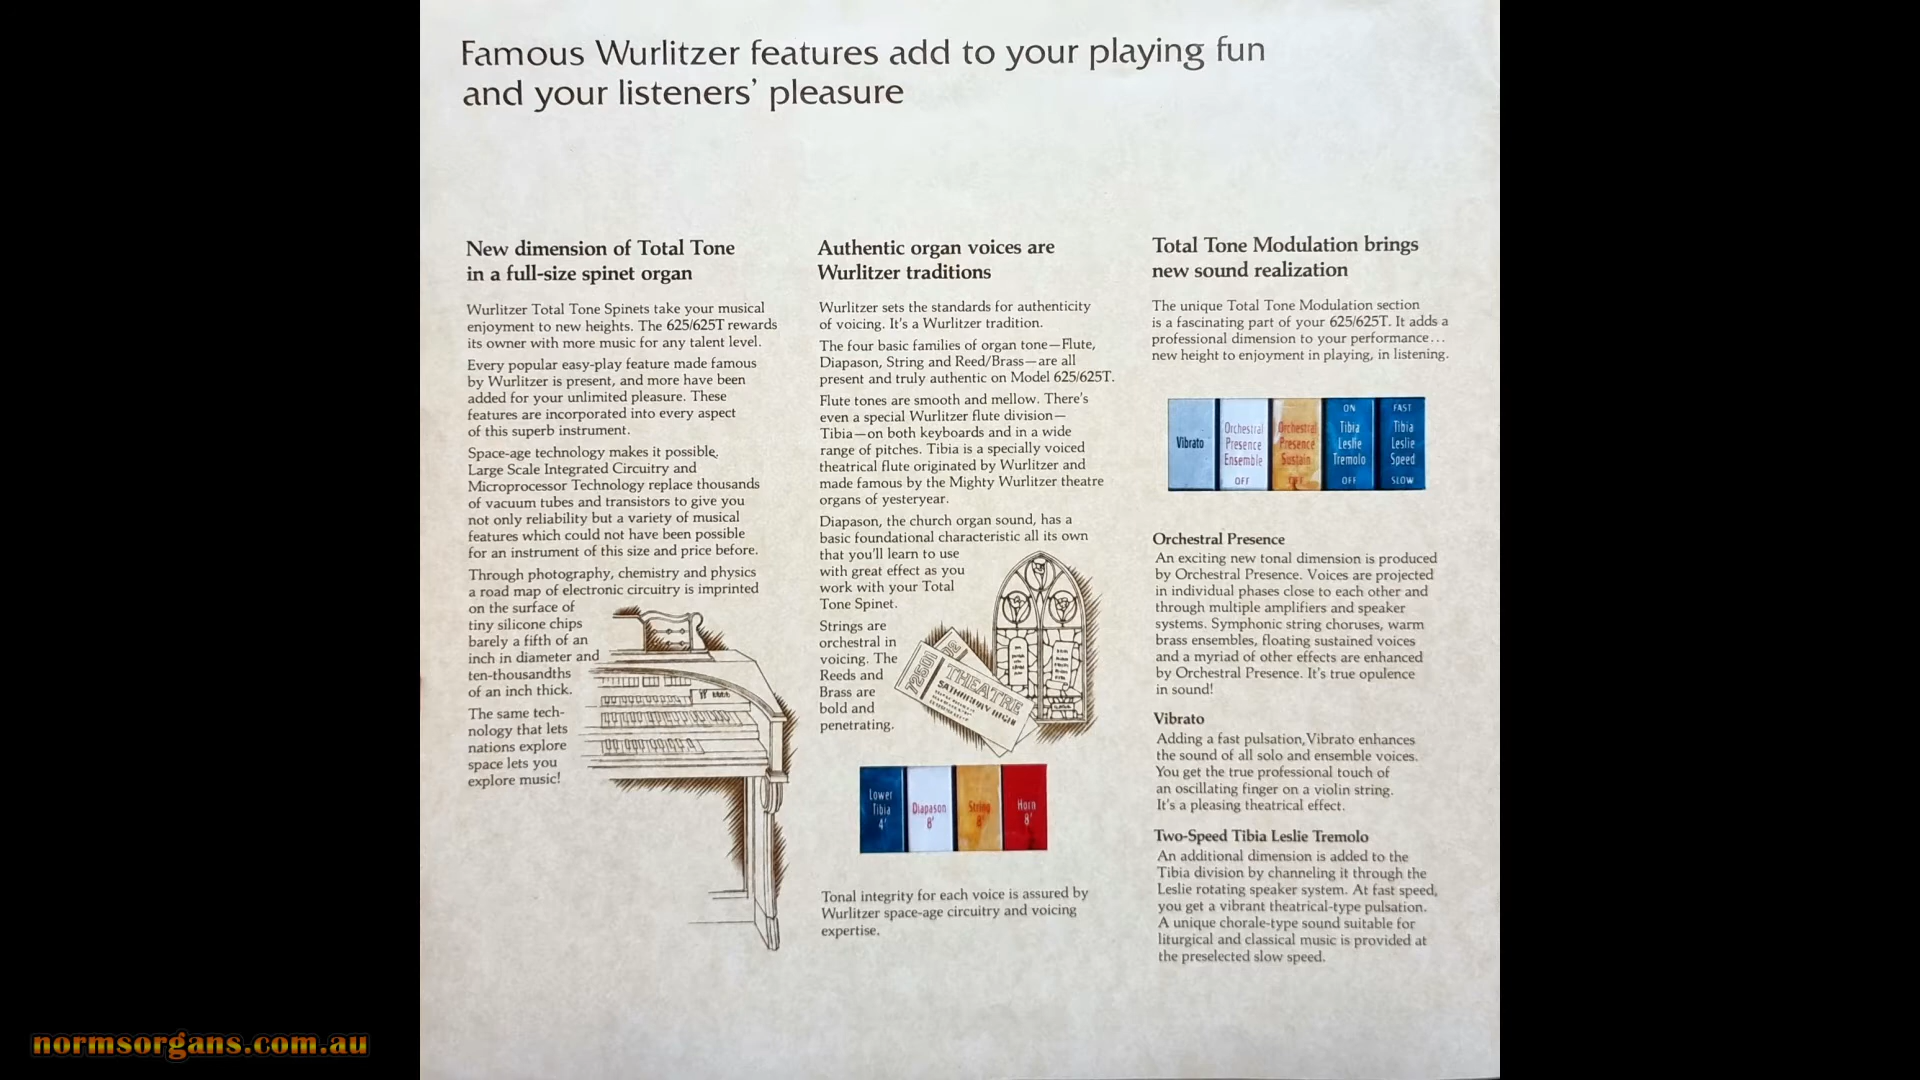 Famous Wurlitzer features add to your playing fun
and your listeners' pleasure
New dimension of Total Tone
in a full-size spinet organ
Wurlitzer Total Tone Spinets take your musical
enjoyment to new heights. The 625/625T rewards
its owner with more music for any talent level.
Every popular easy-play feature made famous
by Wurlitzer is present, and more have been
added for your unlimited pleasure. These
features are incorporated into every aspect
of this superb instrument.
Space-age technology makes it possible.
Large Scale Integrated Circuitry and
Microprocessor Technology replace thousands
of vacuum tubes and transistors to give you
not only reliability but a variety of musical
features which could not have been possible
for an instrument of this size and price before.
Through photography, chemistry and physics
a road map of electronic circuitry is imprinted
on the surface of
tiny silicone chips
barely a fifth of an
inch in diameter and
ten-thousandths
of an inch thick.
The same tech-
nology that lets
nations explore
space lets you
explore music!
Authentic organ voices are
Wurlitzer traditions
Wurlitzer sets the standards for authenticity
of voicing. It's a Wurlitzer tradition.
The four basic families of organ tone—Flute,
Diapason, String and Reed/Brass—are all
present and truly authentic on Model 625/625T.
Flute tones are smooth and mellow. There's
even a special Wurlitzer flute division—
Tibia—on both keyboards and in a wide
range of pitches. Tibia is a specially voiced
theatrical flute originated by Wurlitzer and
made famous by the Mighty Wurlitzer theatre
organs of yesteryear.
Diapason, the church organ sound, has a
basic foundational characteristic all its own
that you'll learn to use
with great effect as you
work with your Total
Tone Spinet.
Strings are
orchestral in
voicing. The
Reeds and
Brass are
bold and
penetrating.
72501
THEATRE
Lower
Tibia
4'
Diapason
8'
String
8'
Horn
8'
Tonal integrity for each voice is assured by
Wurlitzer space-age circuitry and voicing
expertise.
Total Tone Modulation brings
new sound realization
The unique Total Tone Modulation section
is a fascinating part of your 625/625T. It adds a
professional dimension to your performance...
new height to enjoyment in playing, in listening.
Vibrato
Orchestral
Presence
Ensemble
OFF
Orchestral
Presence
Sustain
OFF
ON
Tibia
Leslie
Tremolo
OFF
FAST
Tibia
Leslie
Speed
SLOW
Orchestral Presence
An exciting new tonal dimension is produced
by Orchestral Presence. Voices are projected
in individual phases close to each other and
through multiple amplifiers and speaker
systems. Symphonic string choruses, warm
brass ensembles, floating sustained voices
and a myriad of other effects are enhanced
by Orchestral Presence. It's true opulence
in sound!
Vibrato
Adding a fast pulsation, Vibrato enhances
the sound of all solo and ensemble voices.
You get the true professional touch of
an oscillating finger on a violin string.
It's a pleasing theatrical effect.
Two-Speed Tibia Leslie Tremolo
An additional dimension is added to the
Tibia division by channeling it through the
Leslie rotating speaker system. At fast speed,
you get a vibrant theatrical-type pulsation.
A unique chorale-type sound suitable for
liturgical and classical music is provided at
the preselected slow speed.
normsorgans.com.au